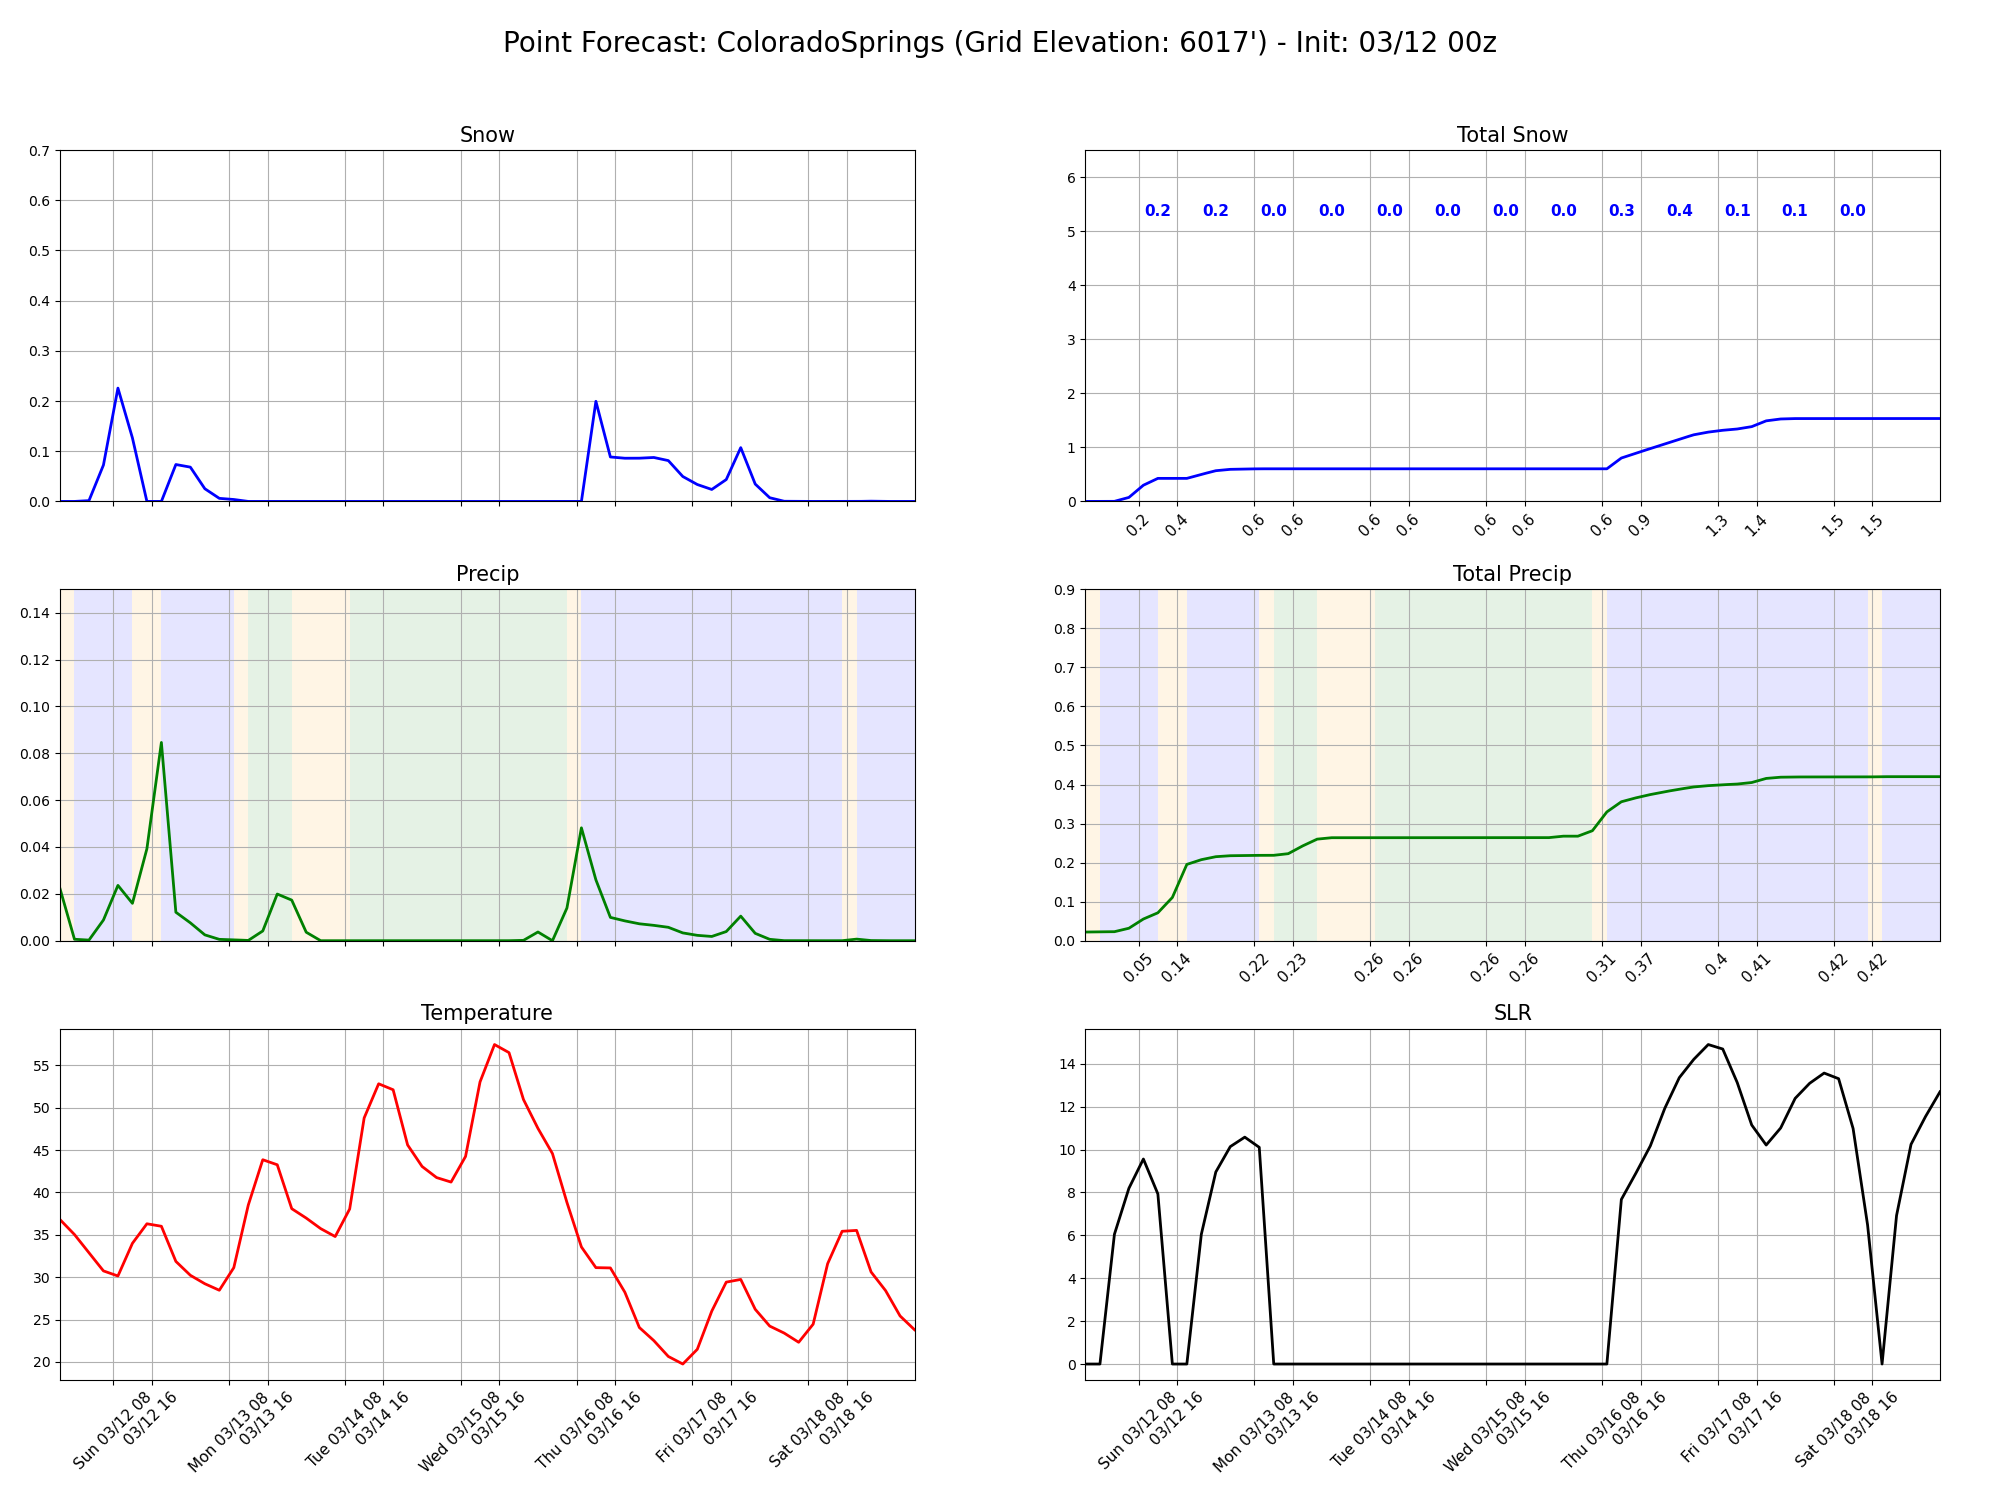 Point Forecast: ColoradoSprings (Grid Elevation: 6017') - Init: 03/12 00z
Snow
0.7
0.6
0.5
0.4
0.3
0.2
0.1
0.0
Total Snow
6
5
4
3
2
1
0
0.2 0.2 0.0 0.0 0.0 0.0 0.0 0.0 0.3 0.4 0.1 0.1 0.0
0.2 0.4 0.6 0.6 0.6 0.6 0.6 0.6 0.6 0.9 1.3 1.4 1.5 1.5
Precip
0.14
0.12
0.10
0.08
0.06
0.04
0.02
0.00
Total Precip
0.9
0.8
0.7
0.6
0.5
0.4
0.3
0.2
0.1
0.0
0.05 0.14 0.22 0.23 0.26 0.26 0.26 0.26 0.31 0.37 0.4 0.41 0.42 0.42
Temperature
55
50
45
40
35
30
25
20
Sun 03/12 08
03/12 16
Mon 03/13 08
03/13 16
Tue 03/14 08
03/14 16
Wed 03/15 08
03/15 16
Thu 03/16 08
03/16 16
Fri 03/17 08
03/17 16
Sat 03/18 08
03/18 16
SLR
14
12
10
8
6
4
2
0
Sun 03/12 08
03/12 16
Mon 03/13 08
03/13 16
Tue 03/14 08
03/14 16
Wed 03/15 08
03/15 16
Thu 03/16 08
03/16 16
Fri 03/17 08
03/17 16
Sat 03/18 08
03/18 16